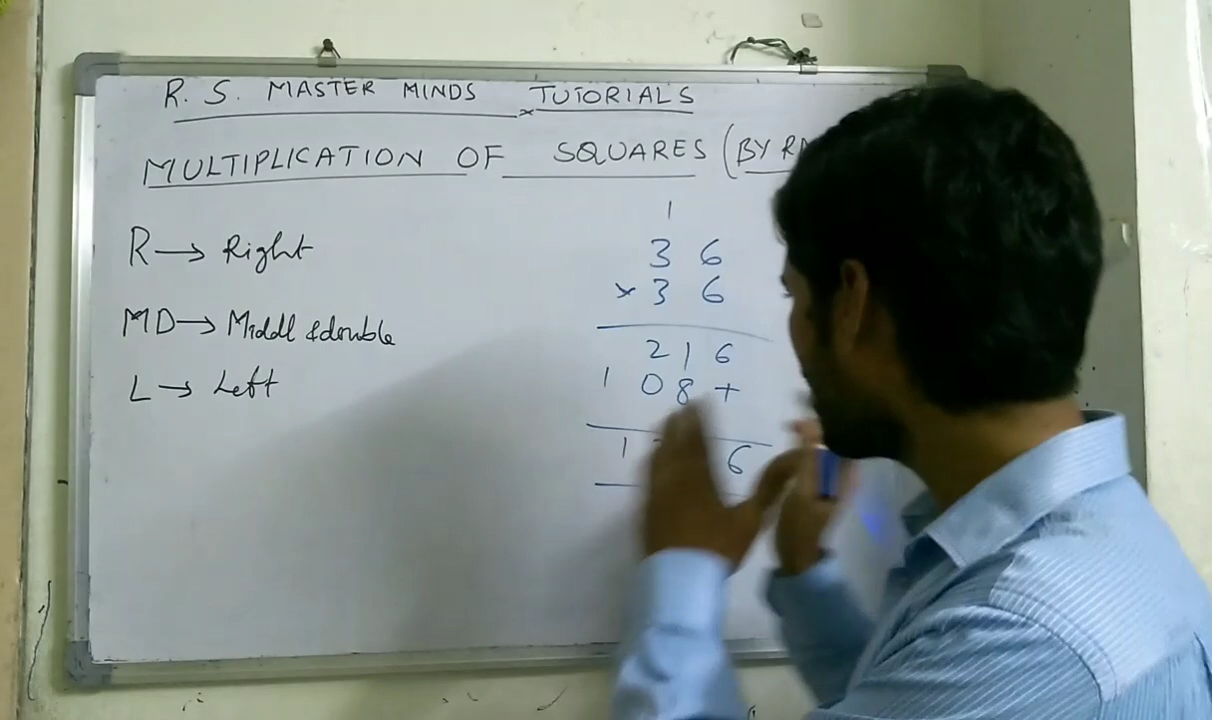 R. S. MASTER MINDS TUTORIALS
MULTIPLICATION OF SQUARES (BY
R → Right
MD → Middl & double
L → Left
1
3 6
× 3 6
2 1 6
1 0 8 +
1 6